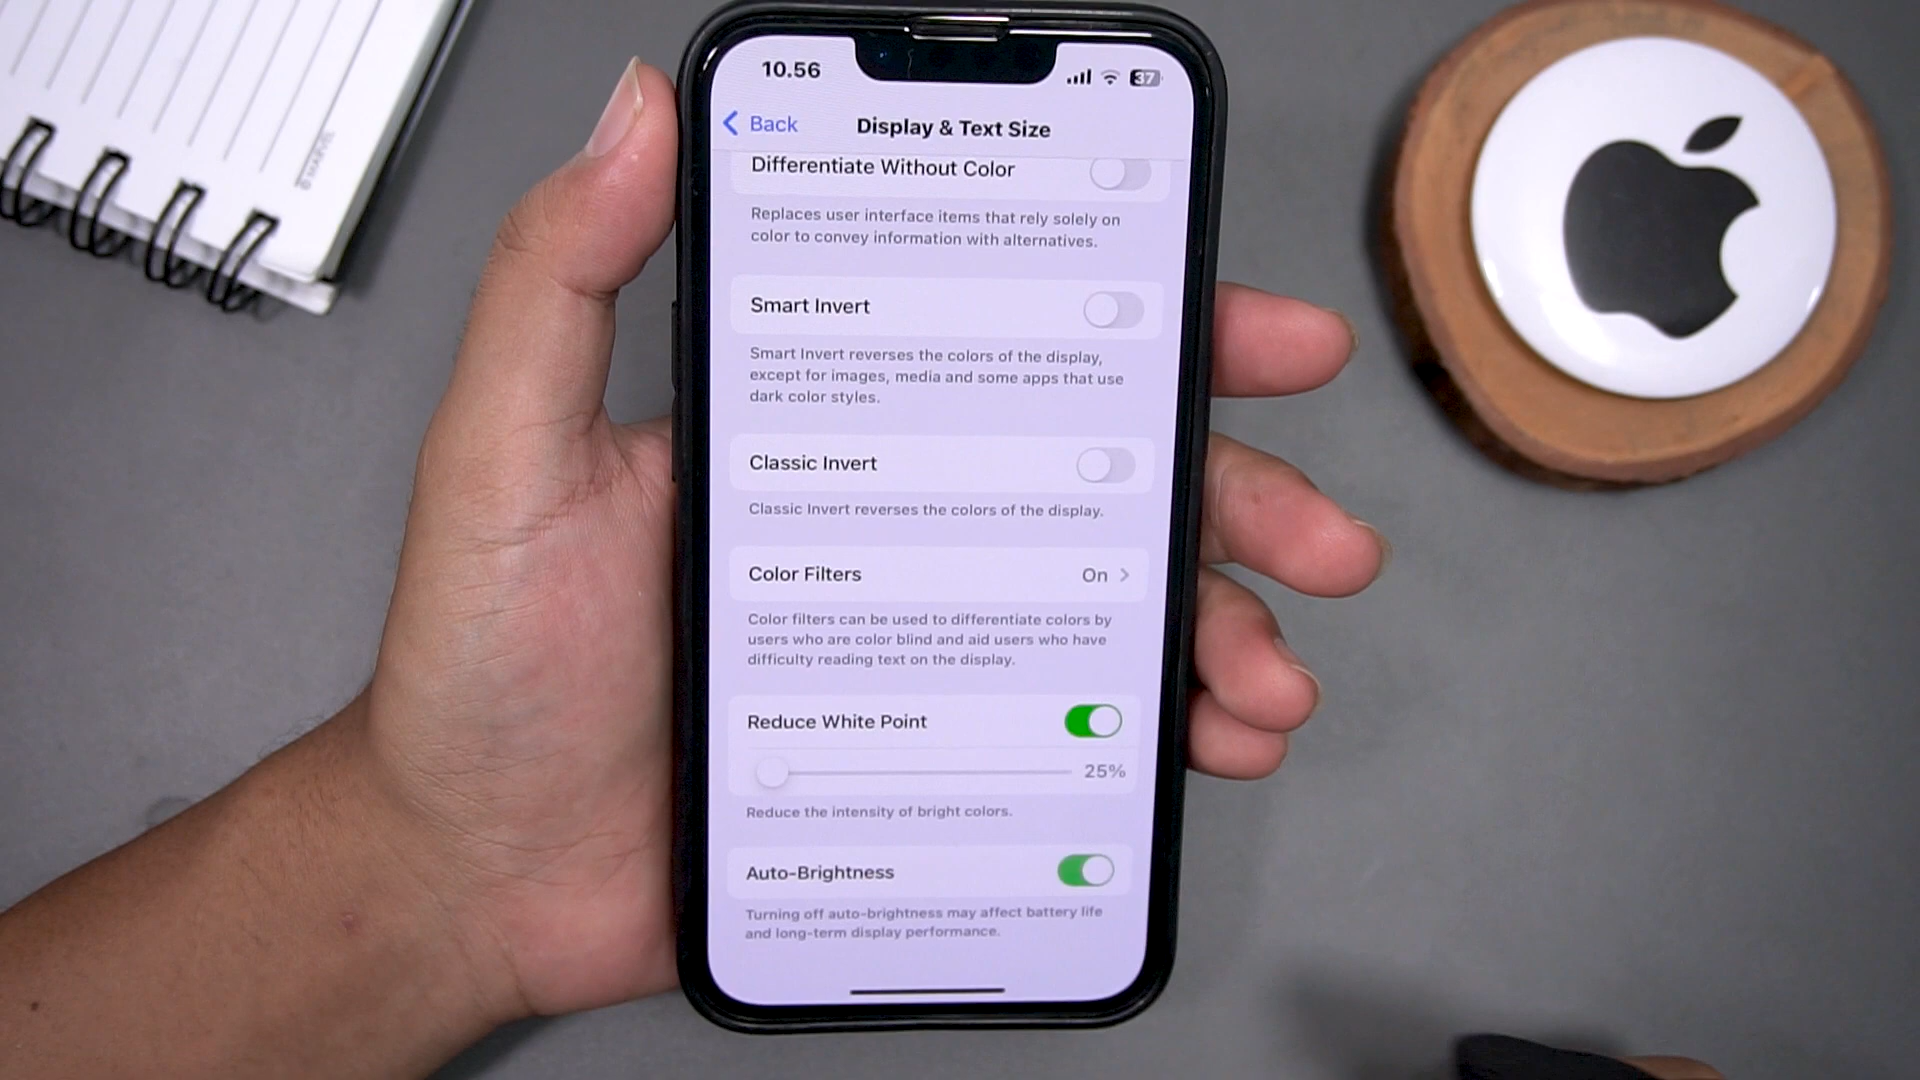 © MARVEL
10.56
37
Back
Display & Text Size
Differentiate Without Color
Replaces user interface items that rely solely on
color to convey information with alternatives.
Smart Invert
Smart Invert reverses the colors of the display,
except for images, media and some apps that use
dark color styles.
Classic Invert
Classic Invert reverses the colors of the display.
Color Filters
On
Color filters can be used to differentiate colors by
users who are color blind and aid users who have
difficulty reading text on the display.
Reduce White Point
25%
Reduce the intensity of bright colors.
Auto-Brightness
Turning off auto-brightness may affect battery life
and long-term display performance.